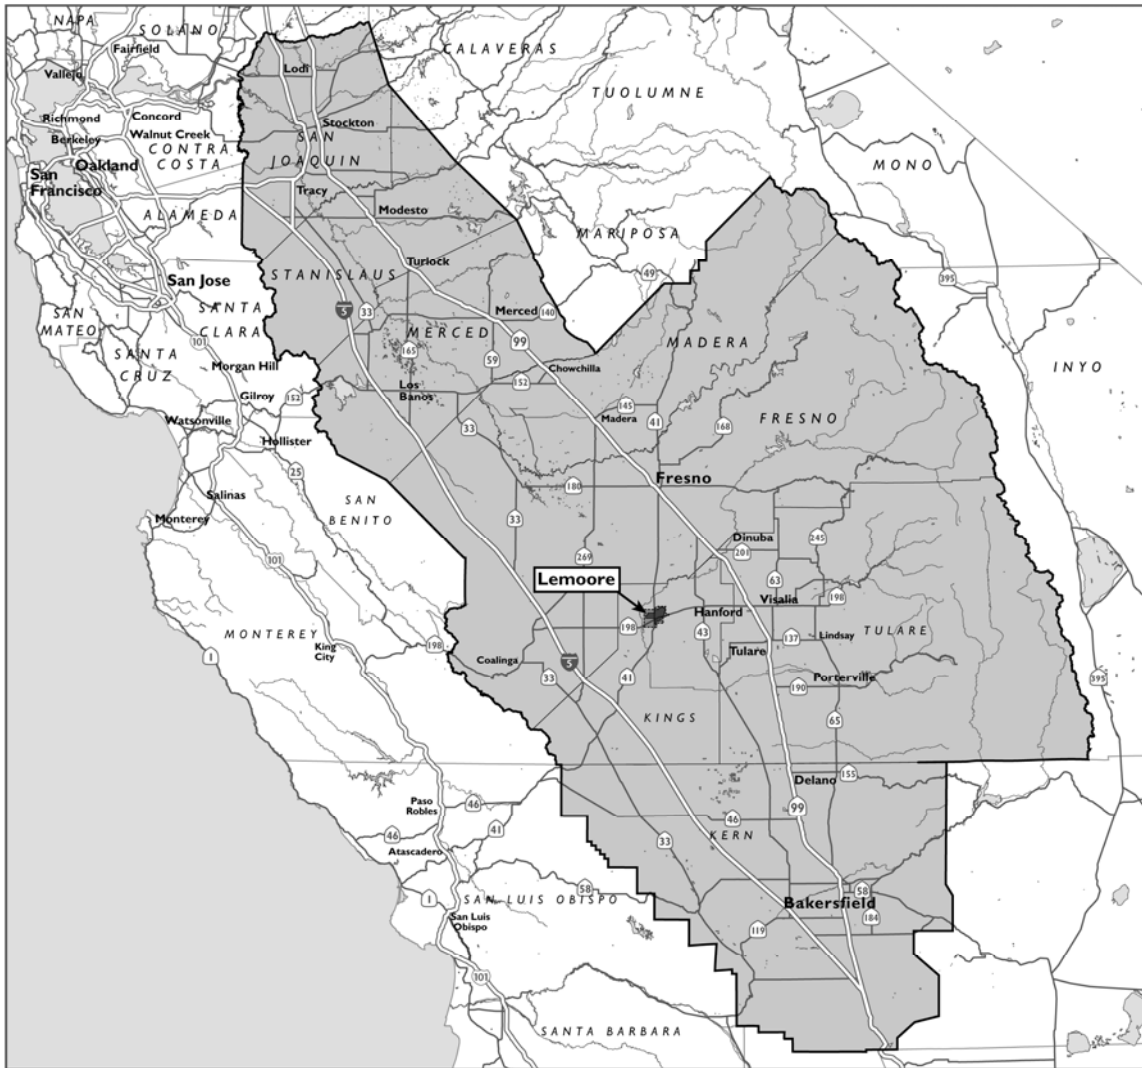 NAPA
SOLANO
Fairfield
Vallejo
CALAVERAS
Lodi
TUOLUMNE
Richmond
Concord
Stockton
Berkeley
Walnut Creek
SAN
JOAQUIN
CONTRA
COSTA
Oakland
MONO
San
Francisco
Tracy
ALAMEDA
Modesto
MARIPOSA
Turlock
STANISLAUS
49
395
San Jose
SANTA
CLARA
5
33
Merced
140
SAN
MATEO
MERCED
99
MADERA
101
165
59
SANTA
CRUZ
INYO
Morgan Hill
Chowchilla
152
Los
Banos
Gilroy
152
145
Madera
41
168
FRESNO
Watsonville
33
Hollister
25
Fresno
180
Salinas
SAN
BENITO
Monterey
33
Dinuba
201
245
101
269
Lemoore
63
Visalia
198
Hanford
198
43
137
Lindsay
TULARE
MONTEREY
King
City
198
1
Tulare
Coalinga
5
33
41
Porterville
190
395
KINGS
65
Delano
155
Paso
Robles
46
99
46
41
46
KERN
33
Atascadero
58
58
1
SAN LUIS OBISPO
Bakersfield
San Luis
Obispo
184
119
101
SANTA BARBARA